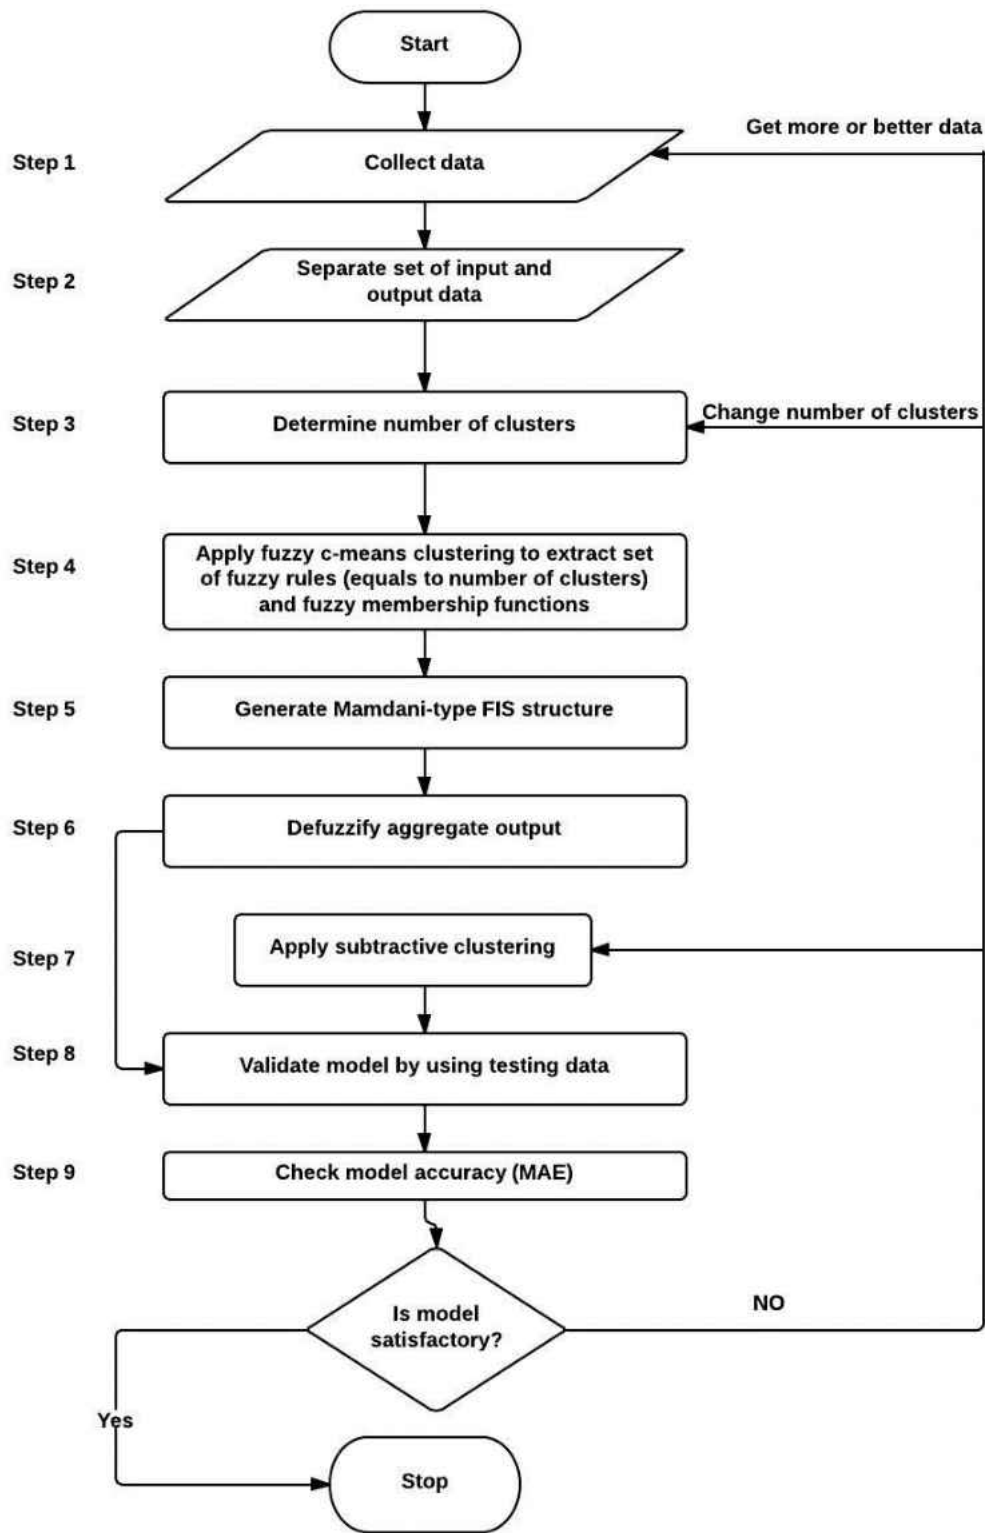 Start
Get more or better data
Step 1
Collect data
Step 2
Separate set of input and
output data
Step 3
Determine number of clusters
Change number of clusters
Step 4
Apply fuzzy c-means clustering to extract set
of fuzzy rules (equals to number of clusters)
and fuzzy membership functions
Step 5
Generate Mamdani-type FIS structure
Step 6
Defuzzify aggregate output
Step 7
Apply subtractive clustering
Step 8
Validate model by using testing data
Step 9
Check model accuracy (MAE)
Is model
satisfactory?
NO
Yes
Stop